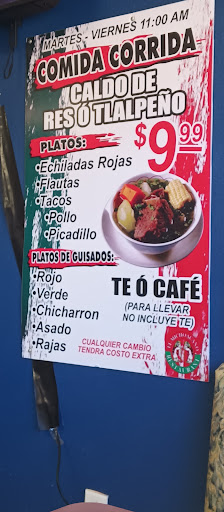 MARTES - VIERNES 11:00 AM
COMIDA CORRIDA
CALDO DE
RES Ó TLALPEÑO
$9.99
PLATOS:
•Echiladas Rojas
•Flautas
•Tacos
•Pollo
•Picadillo
PLATOS DE GUISADOS:
•Rojo
•Verde
•Chicharron
•Asado
•Rajas
TE Ó CAFÉ
(PARA LLEVAR
NO INCLUYE TE)
CUALQUIER CAMBIO
TENDRA COSTO EXTRA
RESTAURANT